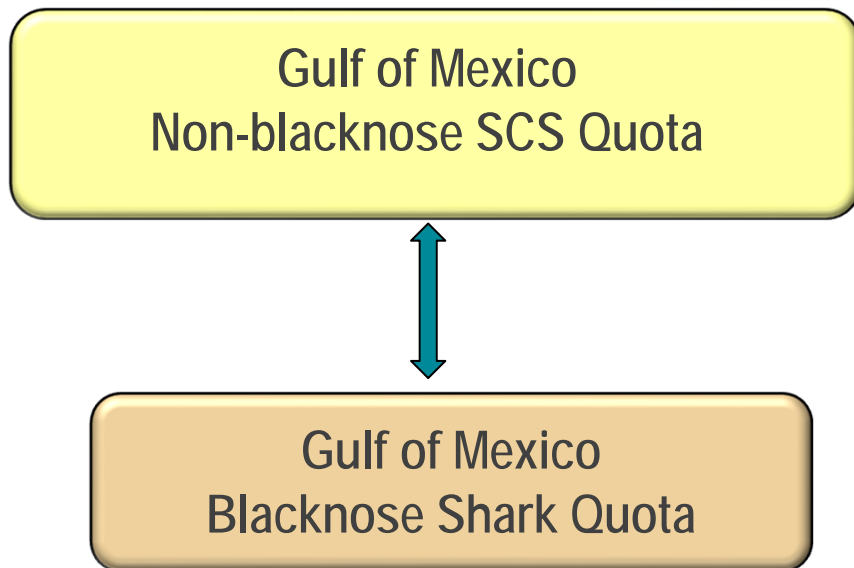 Gulf of Mexico
Non-blacknose SCS Quota
Gulf of Mexico
Blacknose Shark Quota